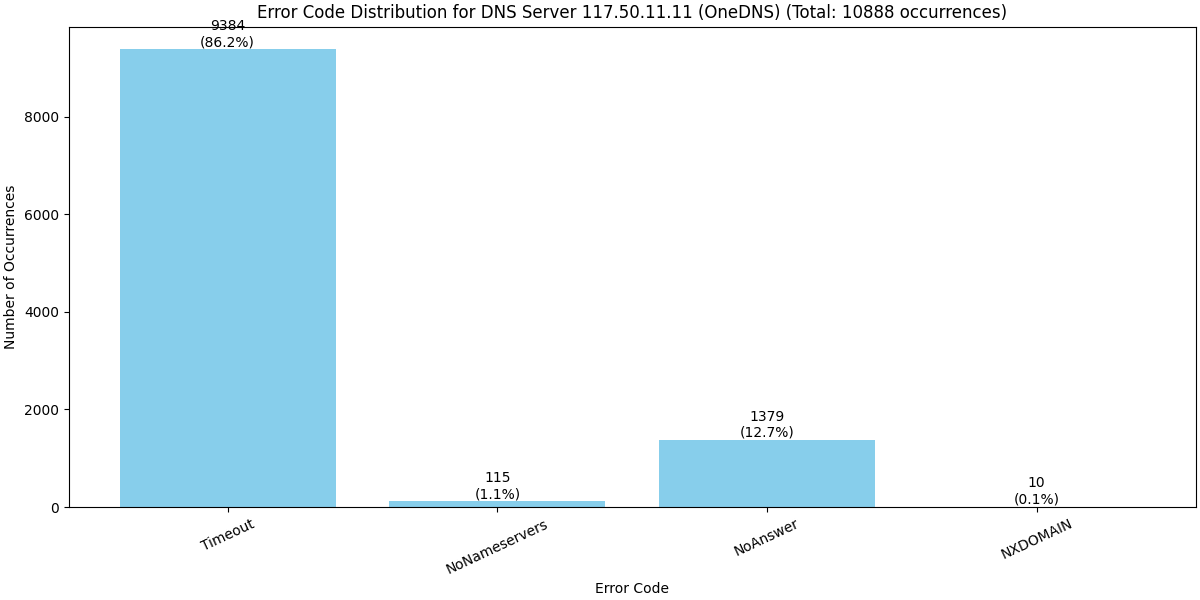 Error Code Distribution for DNS Server 117.50.11.11 (OneDNS) (Total: 10888 occurrences)
9384
(86.2%)
115
(1.1%)
1379
(12.7%)
10
(0.1%)
8000
6000
4000
2000
0
Number of Occurrences
Timeout
NoNameservers
NoAnswer
NXDOMAIN
Error Code